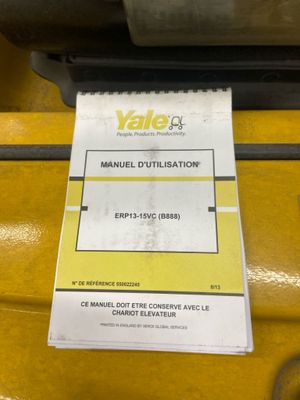 Yale
People. Products. Productivity.
MANUEL D'UTILISATION
ERP13-15VC (B888)
N° DE RÉFÉRENCE 550022245 8/13
CE MANUEL DOIT ETRE CONSERVE AVEC LE
CHARIOT ELEVATEUR
PRINTED IN ENGLAND BY XEROX GLOBAL SERVICES